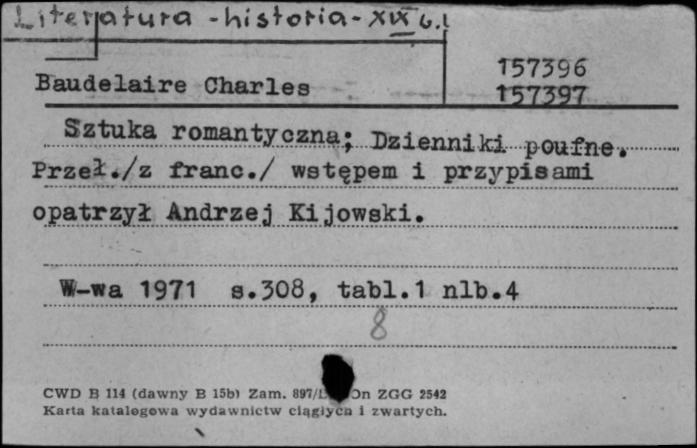 Literatura - historia - XIX w.
Baudelaire Charles
157396
157397
Sztuka romantyczna; Dzienniki poufne.
Przeł./z franc./ wstępem i przypisami
opatrzył Andrzej Kijowski.
W-wa 1971 s.308, tabl.1 nlb.4
8
CWD B 114 (dawny B 15b) Zam. 897/ On ZGG 2542
Karta katalogowa wydawnictw ciągłych i zwartych.